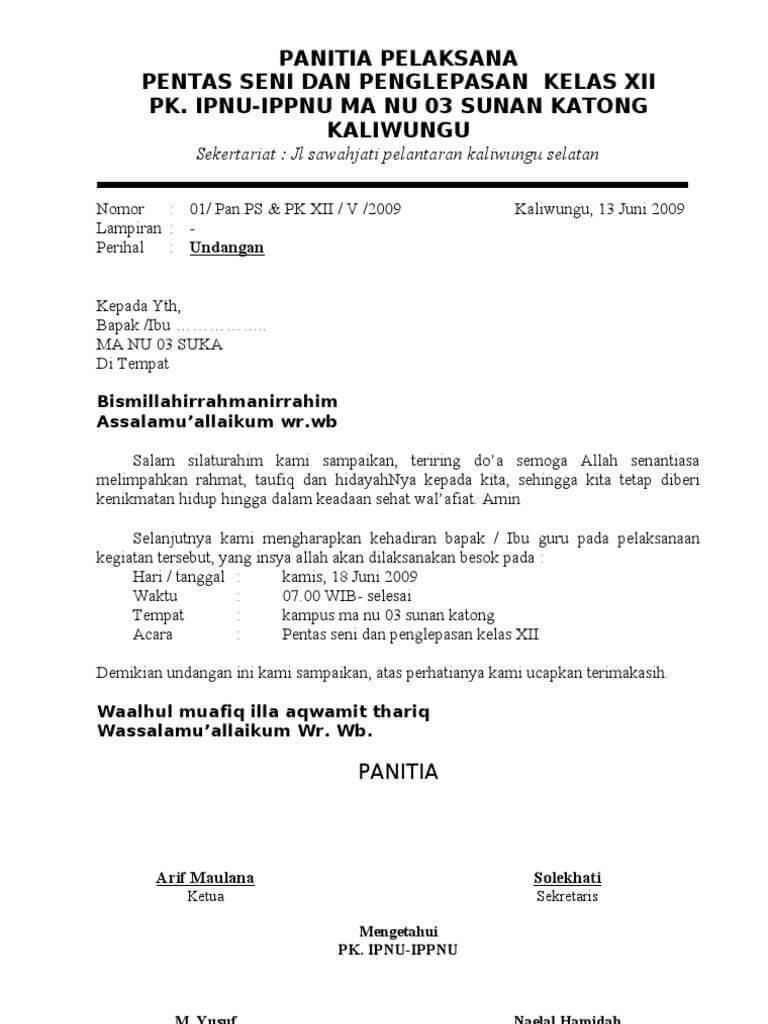 PANITIA PELAKSANA
PENTAS SENI DAN PENGLEPASAN KELAS XII
PK. IPNU-IPPNU MA NU 03 SUNAN KATONG
KALIWUNGU
Sekertariat : Jl sawahjati pelantaran kaliwungu selatan
Nomor : 01/ Pan PS & PK XII / V /2009 Kaliwungu, 13 Juni 2009
Lampiran : -
Perihal : Undangan
Kepada Yth,
Bapak /Ibu ……………..
MA NU 03 SUKA
Di Tempat
Bismillahirrahmanirrahim
Assalamu’allaikum wr.wb
Salam silaturahim kami sampaikan, teriring do’a semoga Allah senantiasa
melimpahkan rahmat, taufiq dan hidayahNya kepada kita, sehingga kita tetap diberi
kenikmatan hidup hingga dalam keadaan sehat wal’afiat. Amin
Selanjutnya kami mengharapkan kehadiran bapak / Ibu guru pada pelaksanaan
kegiatan tersebut, yang insya allah akan dilaksanakan besok pada :
Hari / tanggal : kamis, 18 Juni 2009
Waktu : 07.00 WIB- selesai
Tempat : kampus ma nu 03 sunan katong
Acara : Pentas seni dan penglepasan kelas XII
Demikian undangan ini kami sampaikan, atas perhatianya kami ucapkan terimakasih.
Waalhul muafiq illa aqwamit thariq
Wassalamu’allaikum Wr. Wb.
PANITIA
Arif Maulana Solekhati
Ketua Sekretaris
Mengetahui
PK. IPNU-IPPNU
M. Yusuf Naelal Hamidah